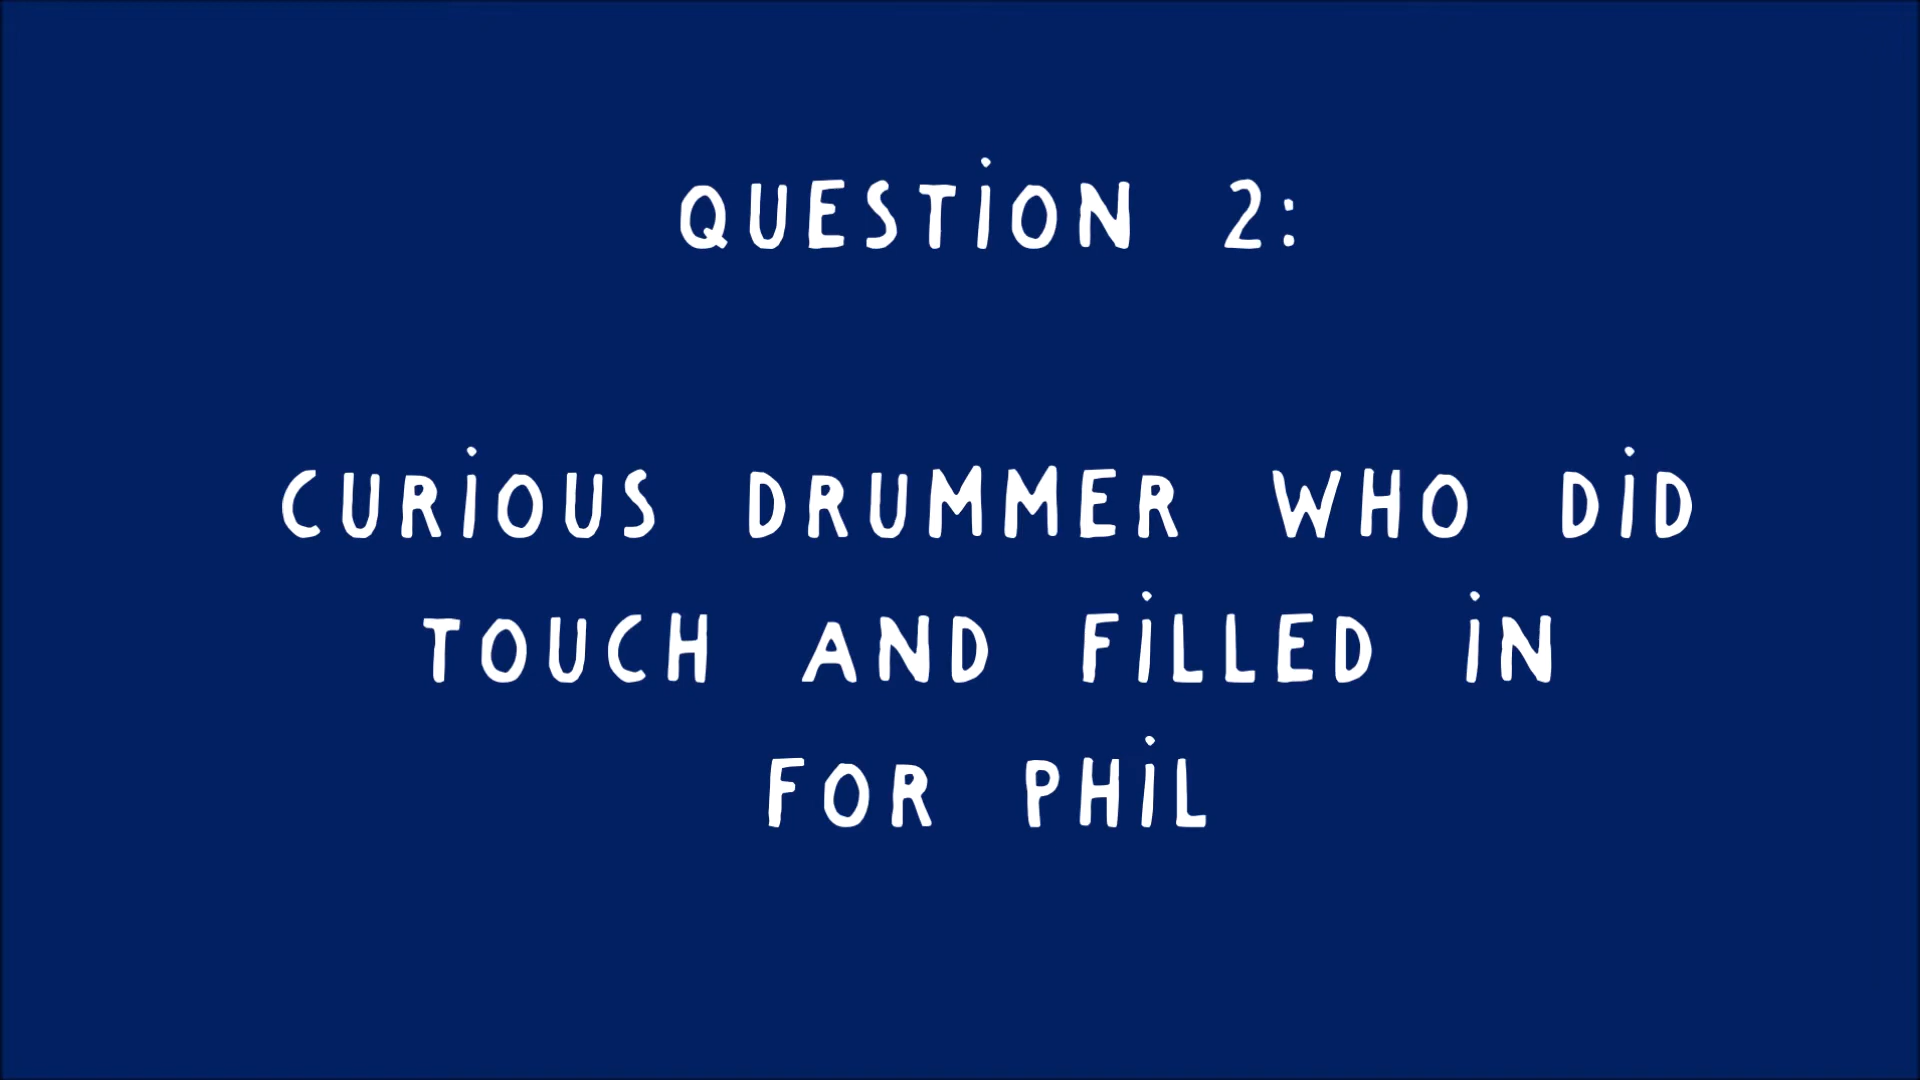 QUESTION 2:
CURIOUS DRUMMER WHO DID
TOUCH AND FILLED IN
FOR PHIL